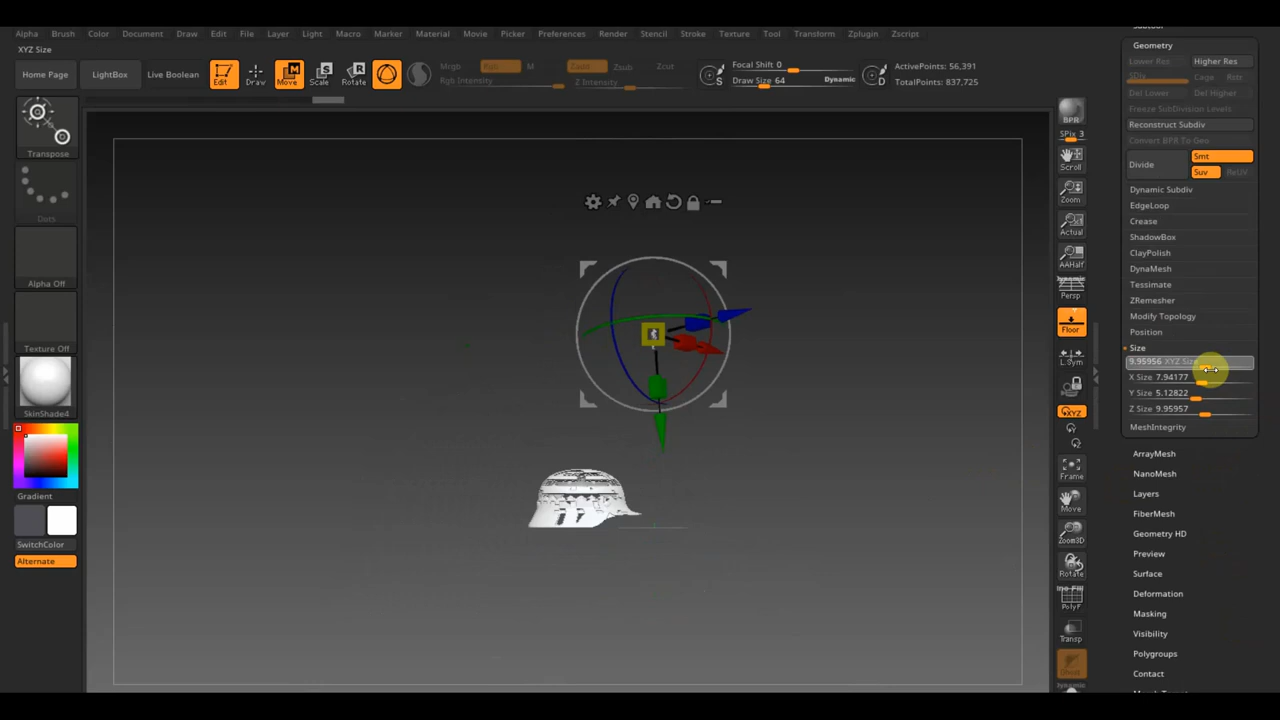 Alpha Brush Color Document Draw Edit File Layer Light Macro Marker Material Movie Picker Preferences Render Stencil Stroke Texture Tool Transform Zplugin Zscript
XYZ Size
Home Page LightBox Live Boolean Edit Draw Move Scale Rotate
Mrgb Rgb M
Rgb Intensity
Zadd Zsub Zcut
Z Intensity
Focal Shift 0
Draw Size 64 Dynamic
S
D
ActivePoints: 56,391
TotalPoints: 837,725
Transpose
Dots
Alpha Off
Texture Off
SkinShade4
Gradient
SwitchColor
Alternate
BPR
SPix 3
Scroll
Zoom
Actual
AAHalf
Dynamic
Persp
Floor
L.Sym
XYZ
Y
Z
Frame
Move
Zoom3D
Rotate
PolyF
Transp
Dynamic
Geometry
Lower Res Higher Res
SDiv Cage Rstr
Del Lower Del Higher
Freeze SubDivision Levels
Reconstruct Subdiv
Convert BPR To Geo
Divide Smt
Suv ReUV
Dynamic Subdiv
EdgeLoop
Crease
ShadowBox
ClayPolish
DynaMesh
Tessimate
ZRemesher
Modify Topology
Position
Size
9.95956 XYZ Size
X Size 7.94177
Y Size 5.12822
Z Size 9.95957
MeshIntegrity
ArrayMesh
NanoMesh
Layers
FiberMesh
Geometry HD
Preview
Surface
Deformation
Masking
Visibility
Polygroups
Contact